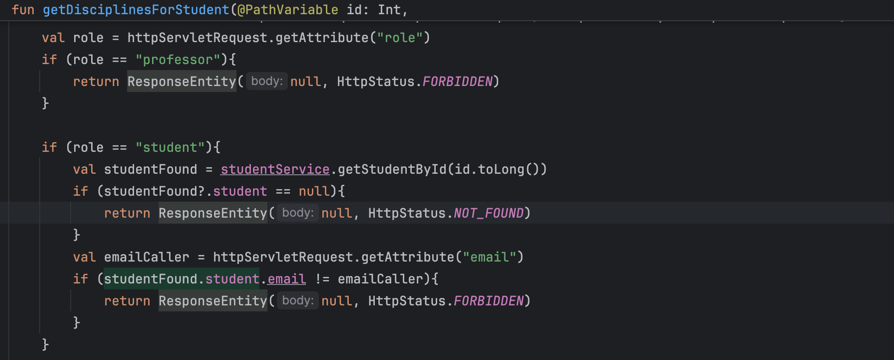 fun getDisciplinesForStudent(@PathVariable id: Int,
val role = httpServletRequest.getAttribute("role")
if (role == "professor"){
return ResponseEntity( body: null, HttpStatus.FORBIDDEN)
}
if (role == "student"){
val studentFound = studentService.getStudentById(id.toLong())
if (studentFound?.student == null){
return ResponseEntity( body: null, HttpStatus.NOT_FOUND)
}
val emailCaller = httpServletRequest.getAttribute("email")
if (studentFound.student.email != emailCaller){
return ResponseEntity( body: null, HttpStatus.FORBIDDEN)
}
}